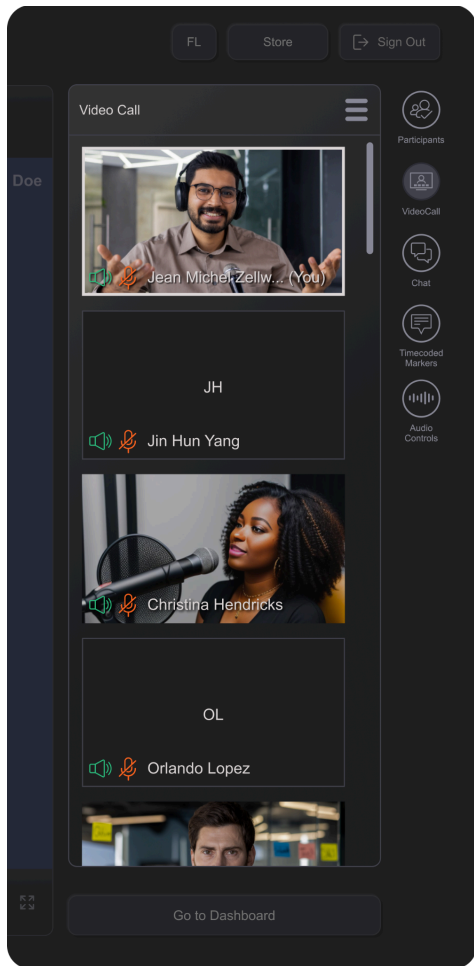 FL
Store
Sign Out
Video Call
Participants
Doe
VideoCall
Jean Michel Zellw... (You)
Chat
Timecoded
Markers
JH
Jin Hun Yang
Audio
Controls
Christina Hendricks
OL
Orlando Lopez
Go to Dashboard